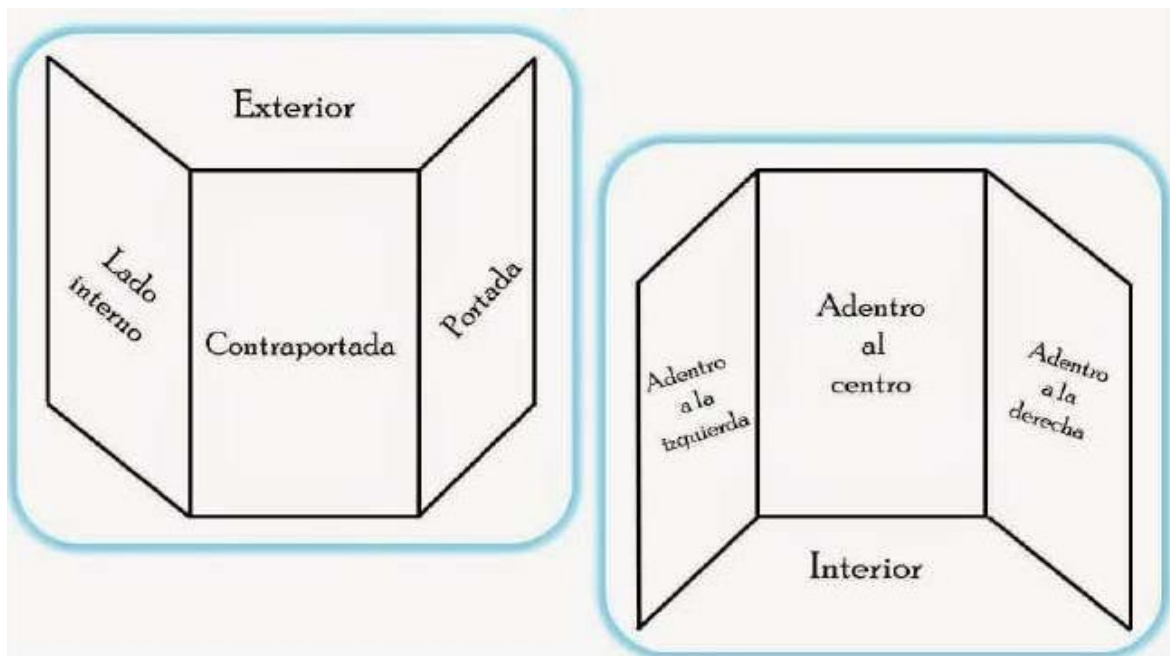 Exterior
Lado
interno
Contraportada
Portada
Adentro
a la
izquierda
Adentro
al
centro
Adentro
a la
derecha
Interior